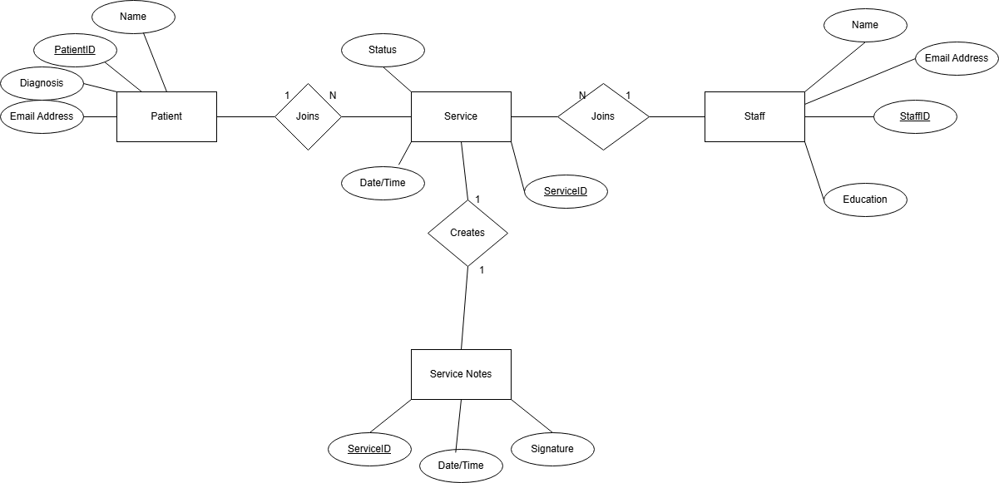 Name
PatientID
Diagnosis
Email Address
Patient
1
Joins
N
Status
Service
Date/Time
ServiceID
N
Joins
1
Staff
Name
Email Address
StaffID
Education
1
Creates
1
Service Notes
ServiceID
Date/Time
Signature